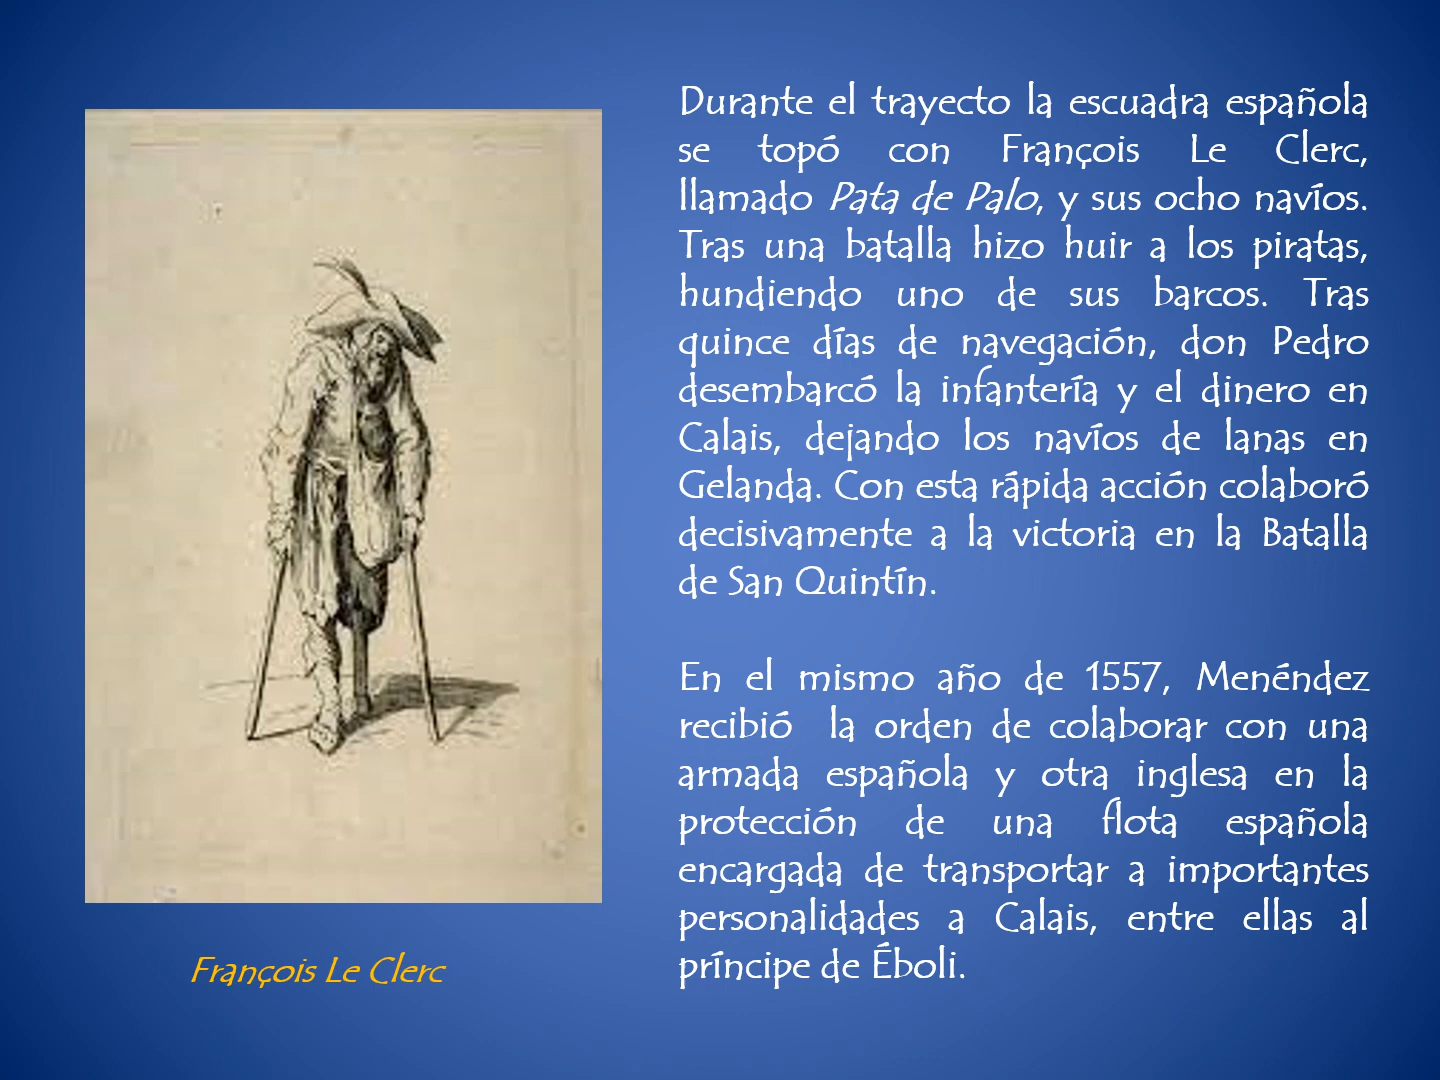 Durante el trayecto la escuadra española
se topó con François Le Clerc,
llamado Pata de Palo, y sus ocho navíos.
Tras una batalla hizo huir a los piratas,
hundiendo uno de sus barcos. Tras
quince días de navegación, don Pedro
desembarcó la infantería y el dinero en
Calais, dejando los navíos de lanas en
Gelanda. Con esta rápida acción colaboró
decisivamente a la victoria en la Batalla
de San Quintín.
En el mismo año de 1557, Menéndez
recibió la orden de colaborar con una
armada española y otra inglesa en la
protección de una flota española
encargada de transportar a importantes
personalidades a Calais, entre ellas al
príncipe de Éboli.
François Le Clerc